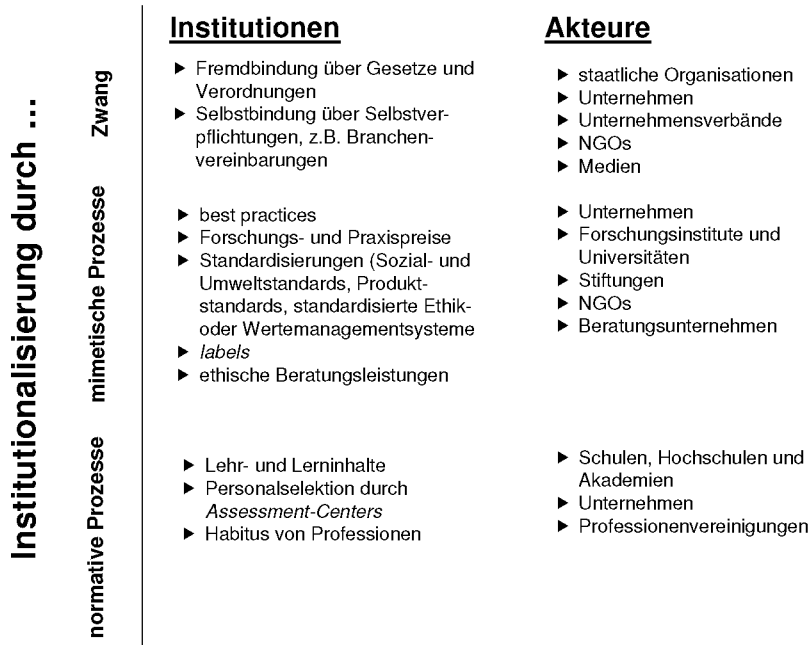 Institutionalisierung durch ...
Institutionen
Akteure
Zwang
► Fremdbindung über Gesetze und
Verordnungen
► Selbstbindung über Selbstver-
pflichtungen, z.B. Branchen-
vereinbarungen
► staatliche Organisationen
► Unternehmen
► Unternehmensverbände
► NGOs
► Medien
mimetische Prozesse
► best practices
► Forschungs- und Praxispreise
► Standardisierungen (Sozial- und
Umweltstandards, Produkt-
standards, standardisierte Ethik-
oder Wertemanagementsysteme
► labels
► ethische Beratungsleistungen
► Unternehmen
► Forschungsinstitute und
Universitäten
► Stiftungen
► NGOs
► Beratungsunternehmen
normative Prozesse
► Lehr- und Lerninhalte
► Personalselektion durch
Assessment-Centers
► Habitus von Professionen
► Schulen, Hochschulen und
Akademien
► Unternehmen
► Professionenvereinigungen